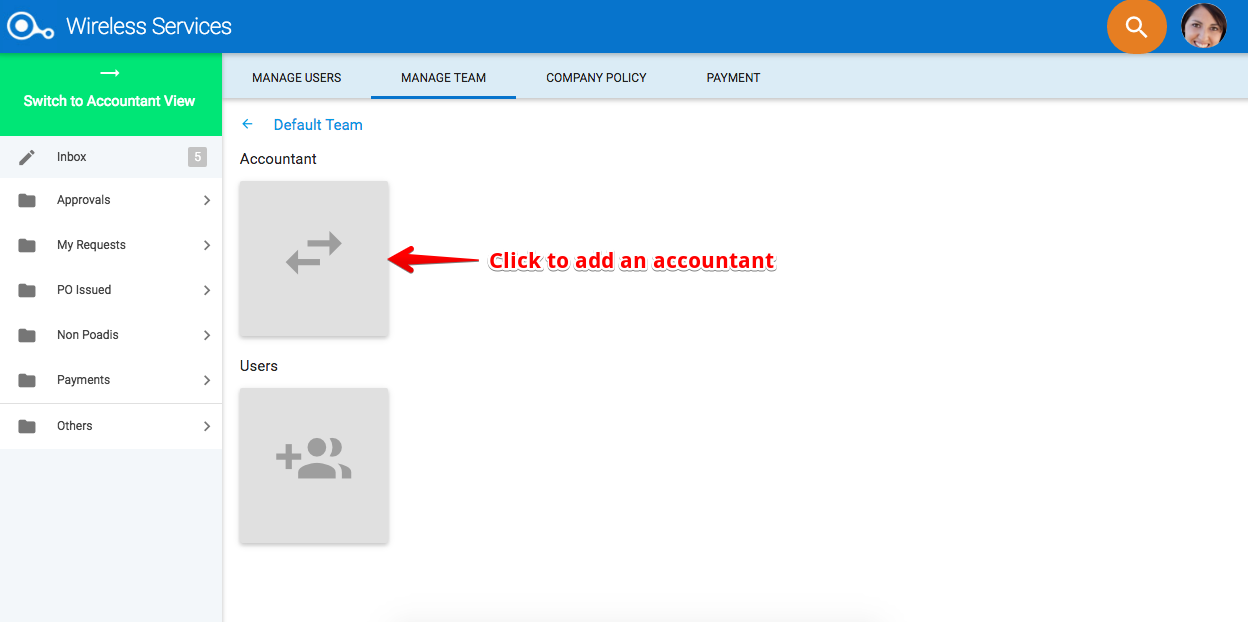 Wireless Services
Switch to Accountant View
MANAGE USERS
MANAGE TEAM
COMPANY POLICY
PAYMENT
Default Team
Inbox
5
Approvals
My Requests
PO Issued
Non Poadis
Payments
Others
Accountant
Click to add an accountant
Users